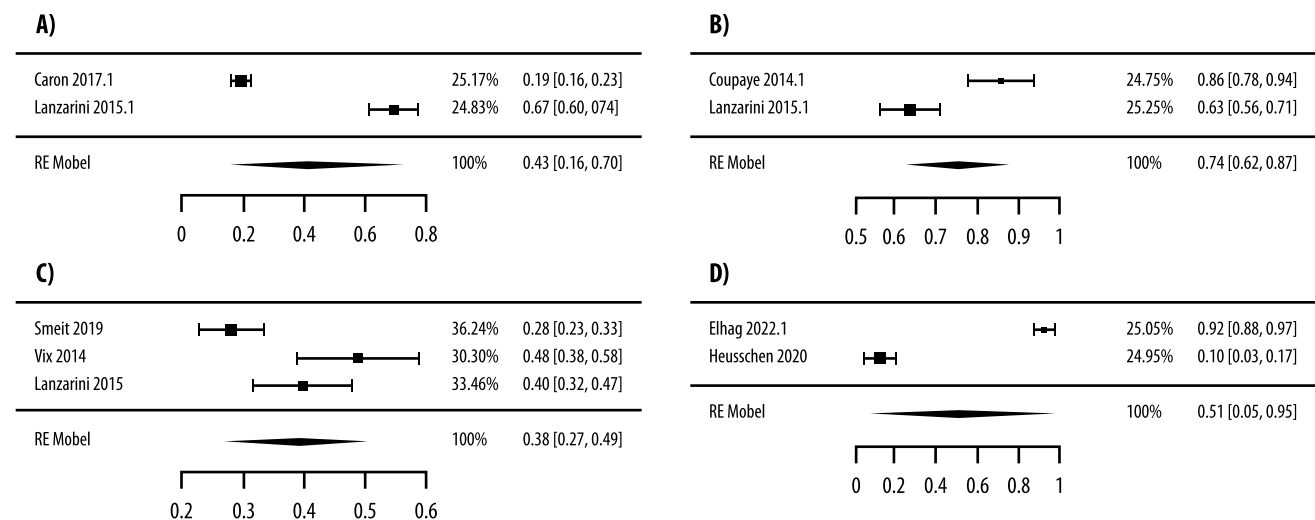 A)
Caron 2017.1 25.17% 0.19 [0.16, 0.23]
Lanzarini 2015.1 24.83% 0.67 [0.60, 074]
RE Mobel 100% 0.43 [0.16, 0.70]
0 0.2 0.4 0.6 0.8
B)
Coupaye 2014.1 24.75% 0.86 [0.78, 0.94]
Lanzarini 2015.1 25.25% 0.63 [0.56, 0.71]
RE Mobel 100% 0.74 [0.62, 0.87]
0.5 0.6 0.7 0.8 0.9 1
C)
Smeit 2019 36.24% 0.28 [0.23, 0.33]
Vix 2014 30.30% 0.48 [0.38, 0.58]
Lanzarini 2015 33.46% 0.40 [0.32, 0.47]
RE Mobel 100% 0.38 [0.27, 0.49]
0.2 0.3 0.4 0.5 0.6
D)
Elhag 2022.1 25.05% 0.92 [0.88, 0.97]
Heusschen 2020 24.95% 0.10 [0.03, 0.17]
RE Mobel 100% 0.51 [0.05, 0.95]
0 0.2 0.4 0.6 0.8 1